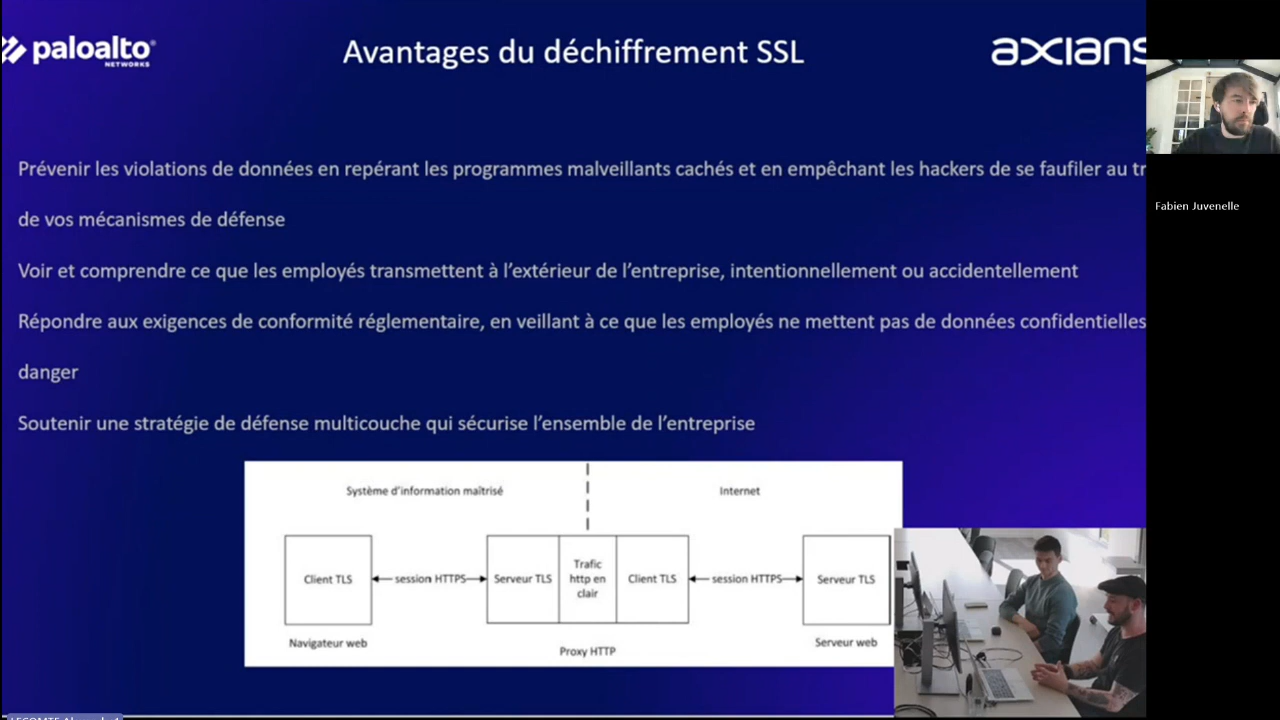 paloalto
NETWORKS
Avantages du déchiffrement SSL
axians
Prévenir les violations de données en repérant les programmes malveillants cachés et en empêchant les hackers de se faufiler au tr
de vos mécanismes de défense
Voir et comprendre ce que les employés transmettent à l’extérieur de l’entreprise, intentionnellement ou accidentellement
Répondre aux exigences de conformité réglementaire, en veillant à ce que les employés ne mettent pas de données confidentielles
danger
Soutenir une stratégie de défense multicouche qui sécurise l’ensemble de l’entreprise
Système d’information maîtrisé
Internet
Client TLS
session HTTPS
Serveur TLS
Trafic
http en
clair
Client TLS
session HTTPS
Serveur TLS
Navigateur web
Proxy HTTP
Serveur web
Fabien Juvenelle